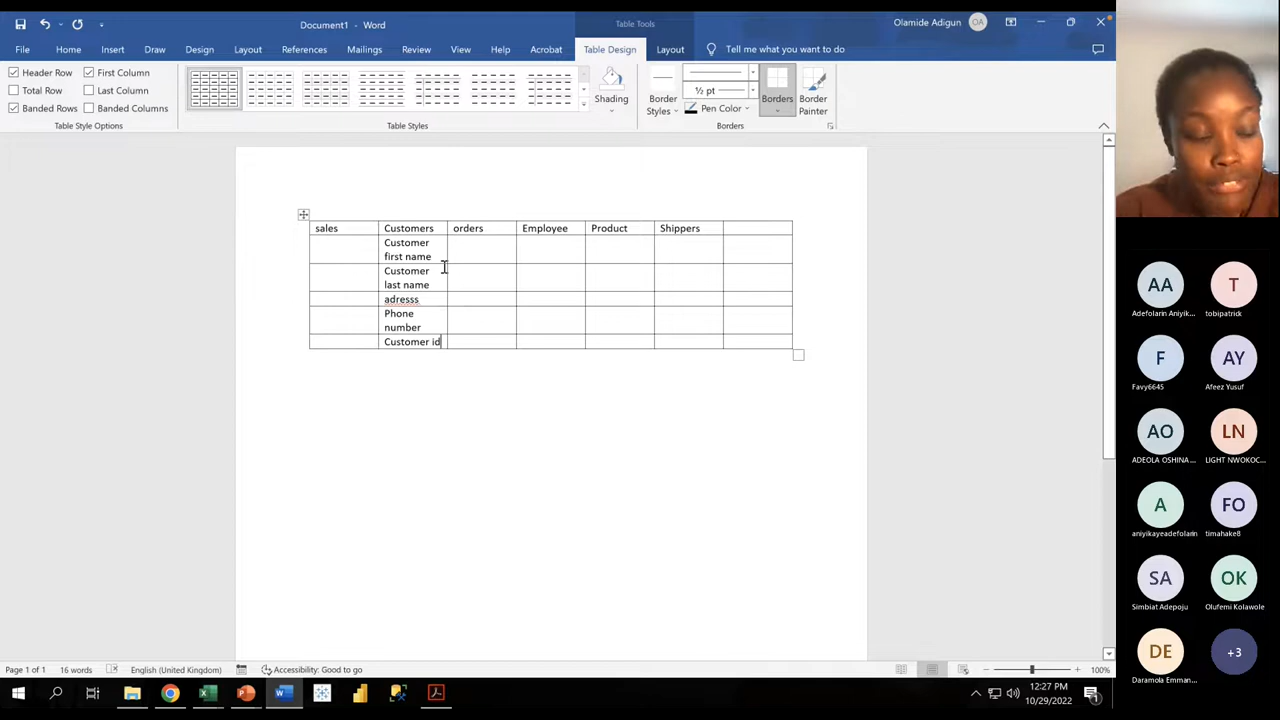 Document1 - Word
Table Tools
Olamide Adigun
OA
File
Home
Insert
Draw
Design
Layout
References
Mailings
Review
View
Help
Acrobat
Table Design
Layout
Tell me what you want to do
Header Row
First Column
Total Row
Last Column
Banded Rows
Banded Columns
Table Style Options
Table Styles
Shading
Border
Styles
½ pt
Pen Color
Borders
Border
Painter
Borders
sales
Customers
orders
Employee
Product
Shippers
Customer
first name
Customer
last name
adresss
Phone
number
Customer id
AA
Adefolarin Aniyik...
T
tobipatrick
F
Favy6645
AY
Afeez Yusuf
AO
ADEOLA OSHINA...
LN
LIGHT NWOKOC...
A
aniyikayeadefolarin
FO
timahake8
SA
Simbiat Adepoju
OK
Olufemi Kolawole
DE
Daramola Emman...
+3
Page 1 of 1
16 words
English (United Kingdom)
Accessibility: Good to go
100%
12:27 PM
10/29/2022